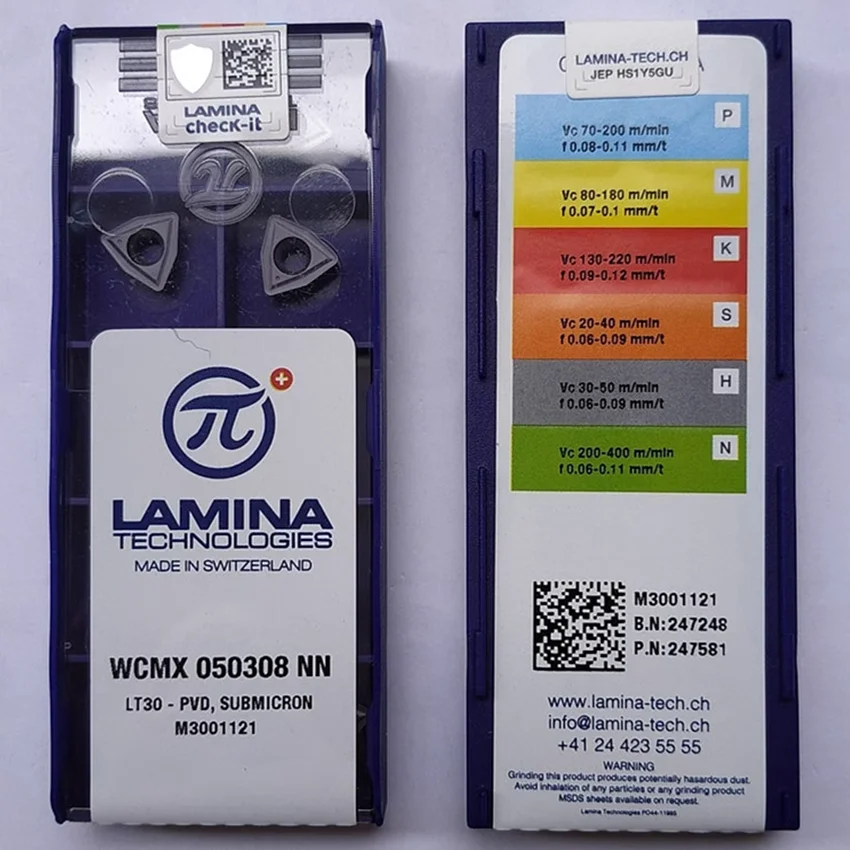 LAMINA
checK-it
π
LAMINA
TECHNOLOGIES
MADE IN SWITZERLAND
WCMX 050308 NN
LT30 - PVD, SUBMICRON
M3001121
LAMINA-TECH.CH
JEP HS1Y5GU
P
Vc 70-200 m/min
f 0.08-0.11 mm/t
M
Vc 80-180 m/min
f 0.07-0.1 mm/t
K
Vc 130-220 m/min
f 0.09-0.12 mm/t
S
Vc 20-40 m/min
f 0.06-0.09 mm/t
H
Vc 30-50 m/min
f 0.06-0.09 mm/t
N
Vc 200-400 m/min
f 0.06-0.11 mm/t
M3001121
B.N:247248
P.N:247581
www.lamina-tech.ch
info@lamina-tech.ch
+41 24 423 55 55
WARNING
Grinding this product produces potentially hazardous dust.
Avoid inhalation of any particles or any grinding product
MSDS sheets available on request.
Lamina Technologies